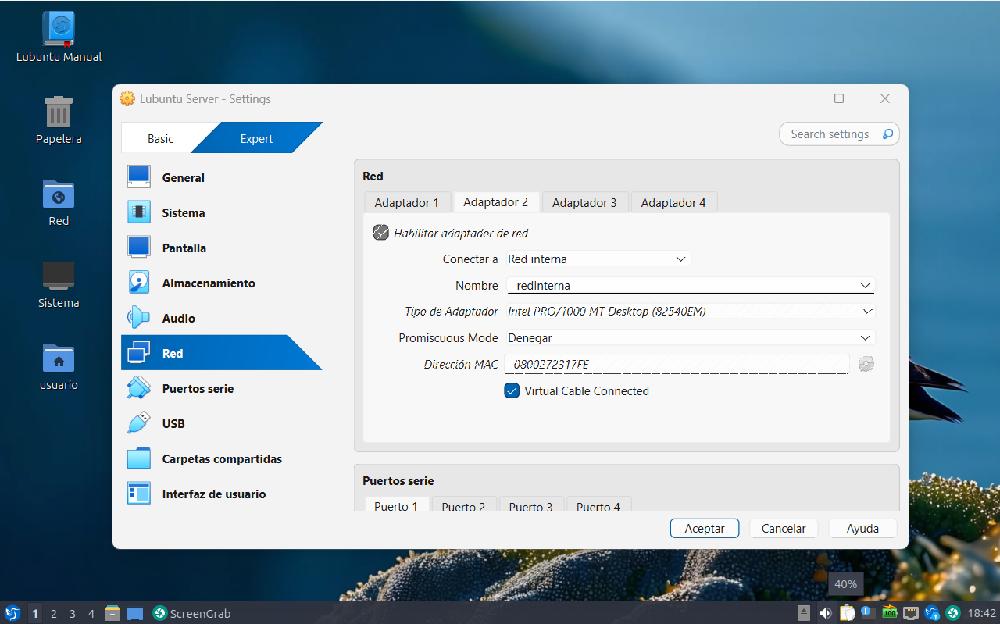 Lubuntu Manual
Papelera
Red
Sistema
usuario
Lubuntu Server - Settings
Basic
Expert
Search settings
General
Sistema
Pantalla
Almacenamiento
Audio
Red
Puertos serie
USB
Carpetas compartidas
Interfaz de usuario
Red
Adaptador 1
Adaptador 2
Adaptador 3
Adaptador 4
Habilitar adaptador de red
Conectar a Red interna
Nombre redInterna
Tipo de Adaptador Intel PRO/1000 MT Desktop (82540EM)
Promiscuous Mode Denegar
Dirección MAC 0800272317FE
Virtual Cable Connected
Puertos serie
Puerto 1
Puerto 2
Puerto 3
Puerto 4
Aceptar
Cancelar
Ayuda
40%
1 2 3 4
ScreenGrab
100
18:42